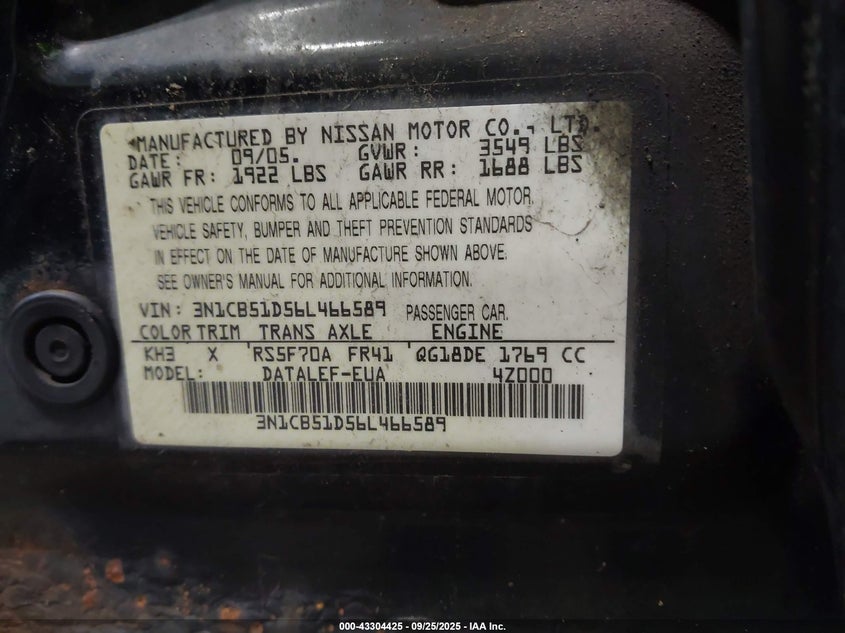 MANUFACTURED BY NISSAN MOTOR CO., LTD.
DATE: 09/05. GVWR: 3549 LBS
GAWR FR: 1922 LBS GAWR RR: 1688 LBS
THIS VEHICLE CONFORMS TO ALL APPLICABLE FEDERAL MOTOR
VEHICLE SAFETY, BUMPER AND THEFT PREVENTION STANDARDS
IN EFFECT ON THE DATE OF MANUFACTURE SHOWN ABOVE.
SEE OWNER'S MANUAL FOR ADDITIONAL INFORMATION.
VIN: 3N1CB51D56L466589 PASSENGER CAR.
COLOR TRIM TRANS AXLE ENGINE
KH3 X RS5F70A FR41 QG18DE 1769 CC
MODEL: DATALEF-EUA 4Z000
3N1CB51D56L466589
000-43304425 - 09/25/2025 - IAA Inc.